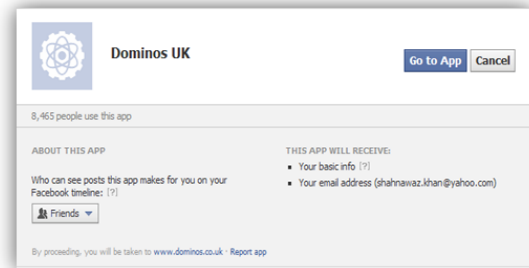 Dominos UK
Go to App
Cancel
8,465 people use this app
ABOUT THIS APP
Who can see posts this app makes for you on your
Facebook timeline: [?]
Friends
THIS APP WILL RECEIVE:
Your basic info [?]
Your email address (shahnawaz.khan@yahoo.com)
By proceeding, you will be taken to www.dominos.co.uk · Report app